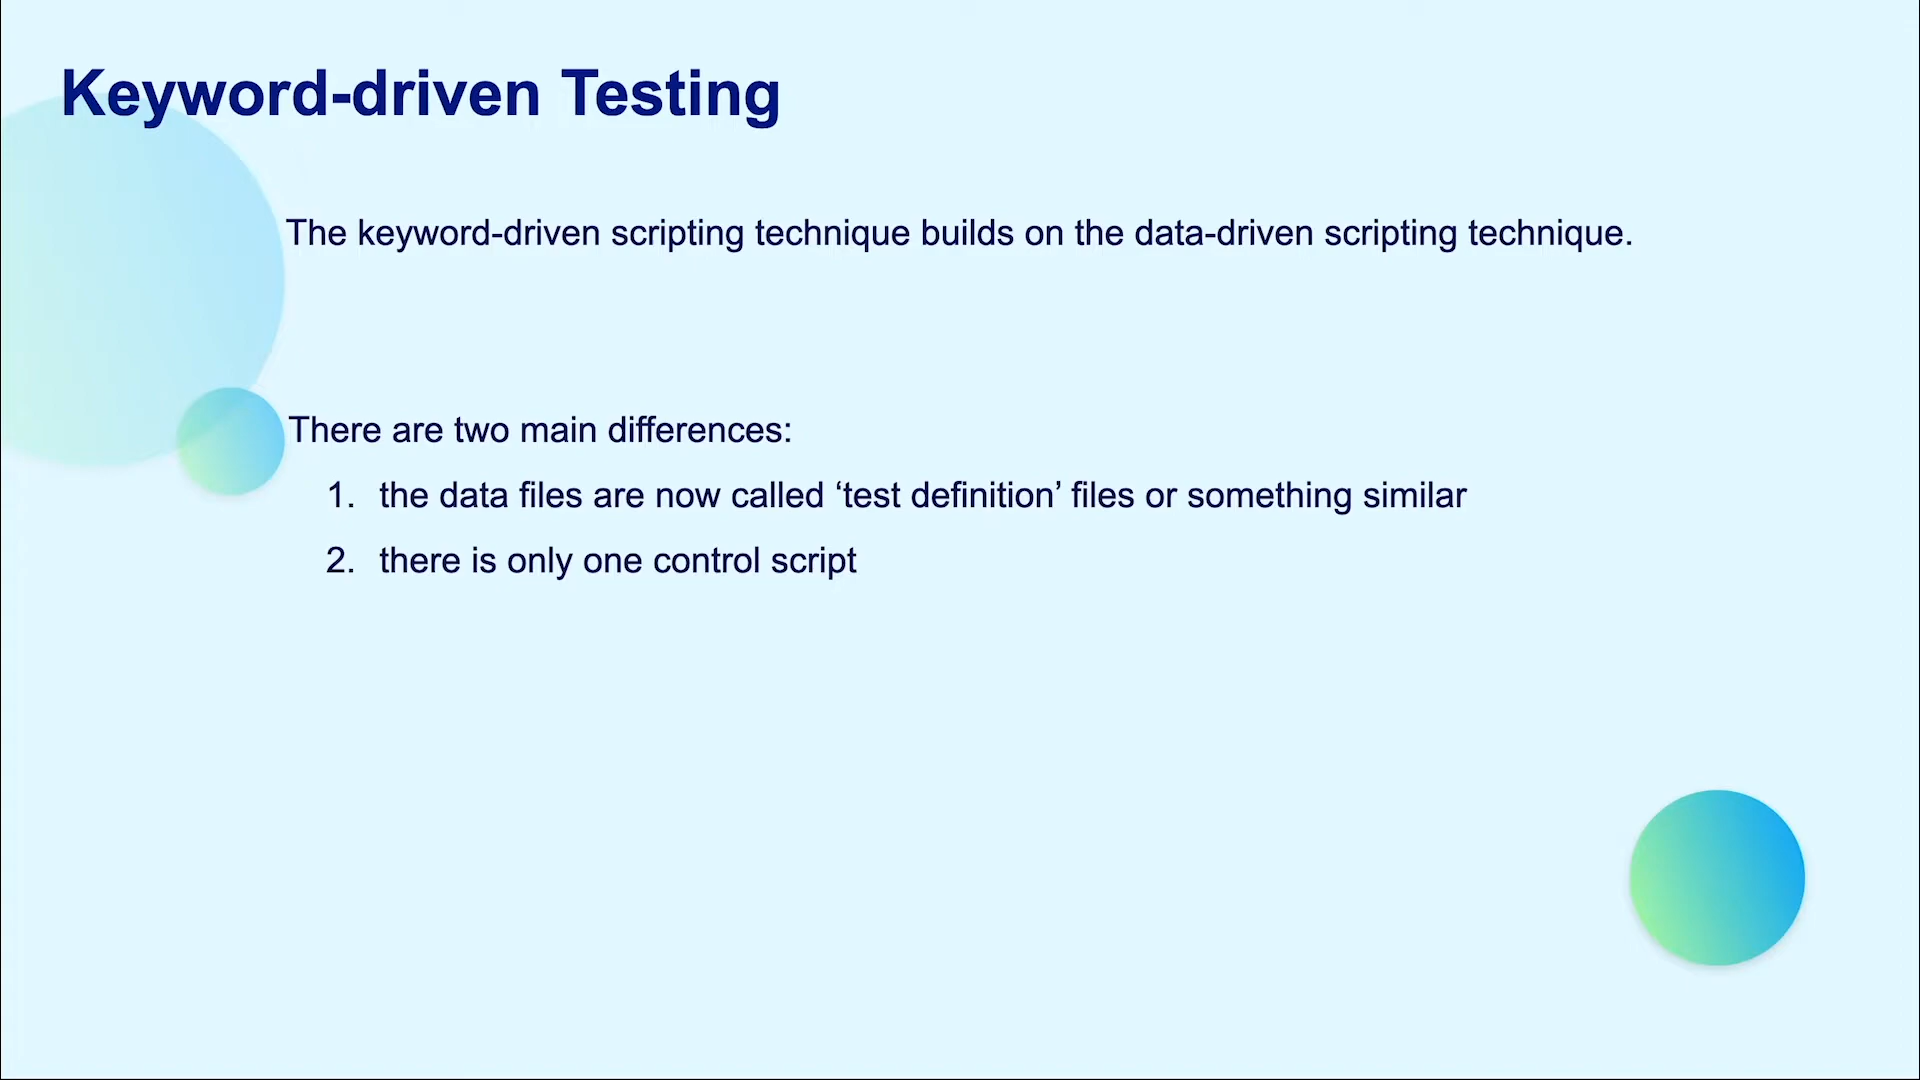 Keyword-driven Testing
The keyword-driven scripting technique builds on the data-driven scripting technique.
There are two main differences:
1. the data files are now called ‘test definition’ files or something similar
2. there is only one control script